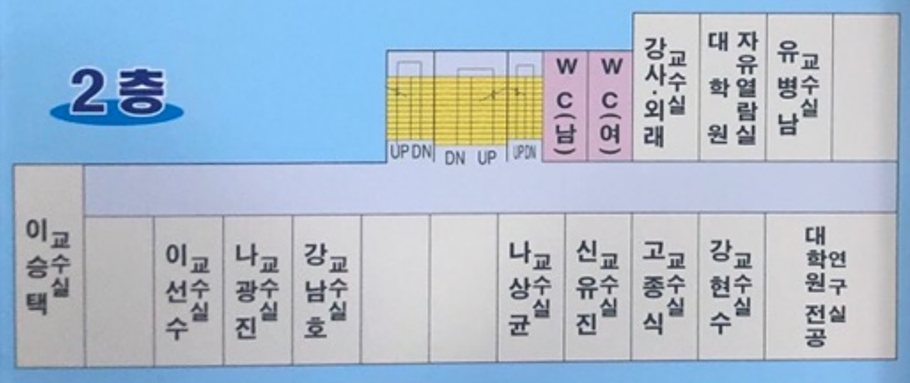 2층
UP DN
DN UP
UP DN
WC(남)
WC(여)
강사·외래
교수실
대학원
자유열람실
유병남
교수실
이승택
교수실
이선수
교수실
나광진
교수실
강남호
교수실
나상균
교수실
신유진
교수실
고종식
교수실
강현수
교수실
대학원 전공
연구실